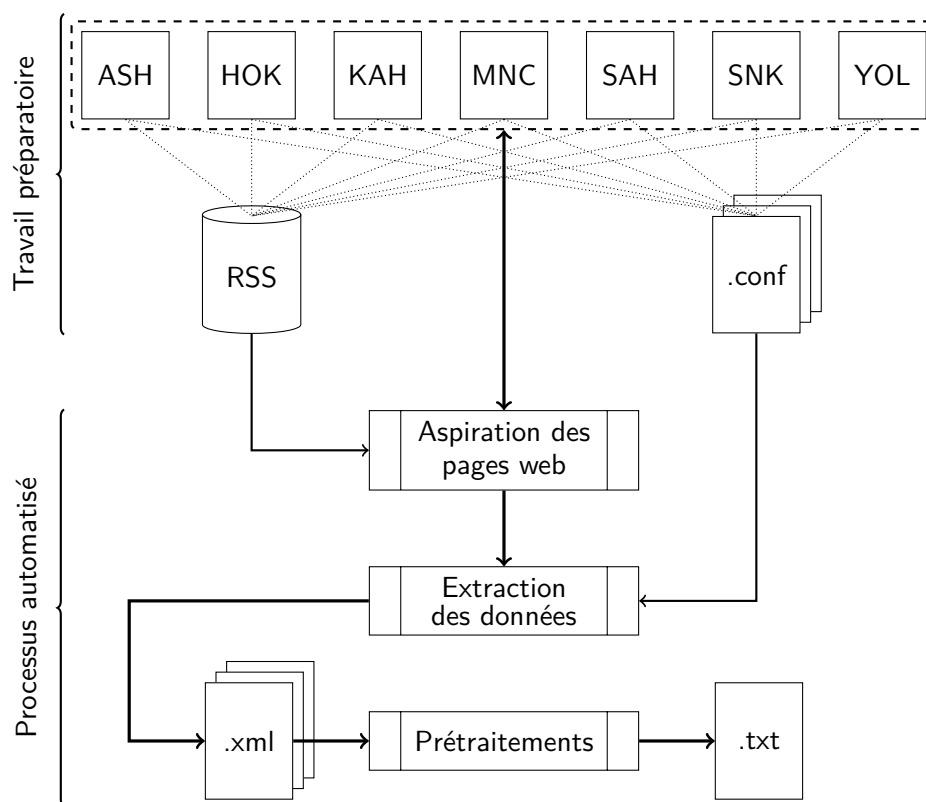 Travail préparatoire
ASH HOK KAH MNC SAH SNK YOL
RSS
.conf
Processus automatisé
Aspiration des
pages web
Extraction
des données
.xml
Prétraitements
.txt